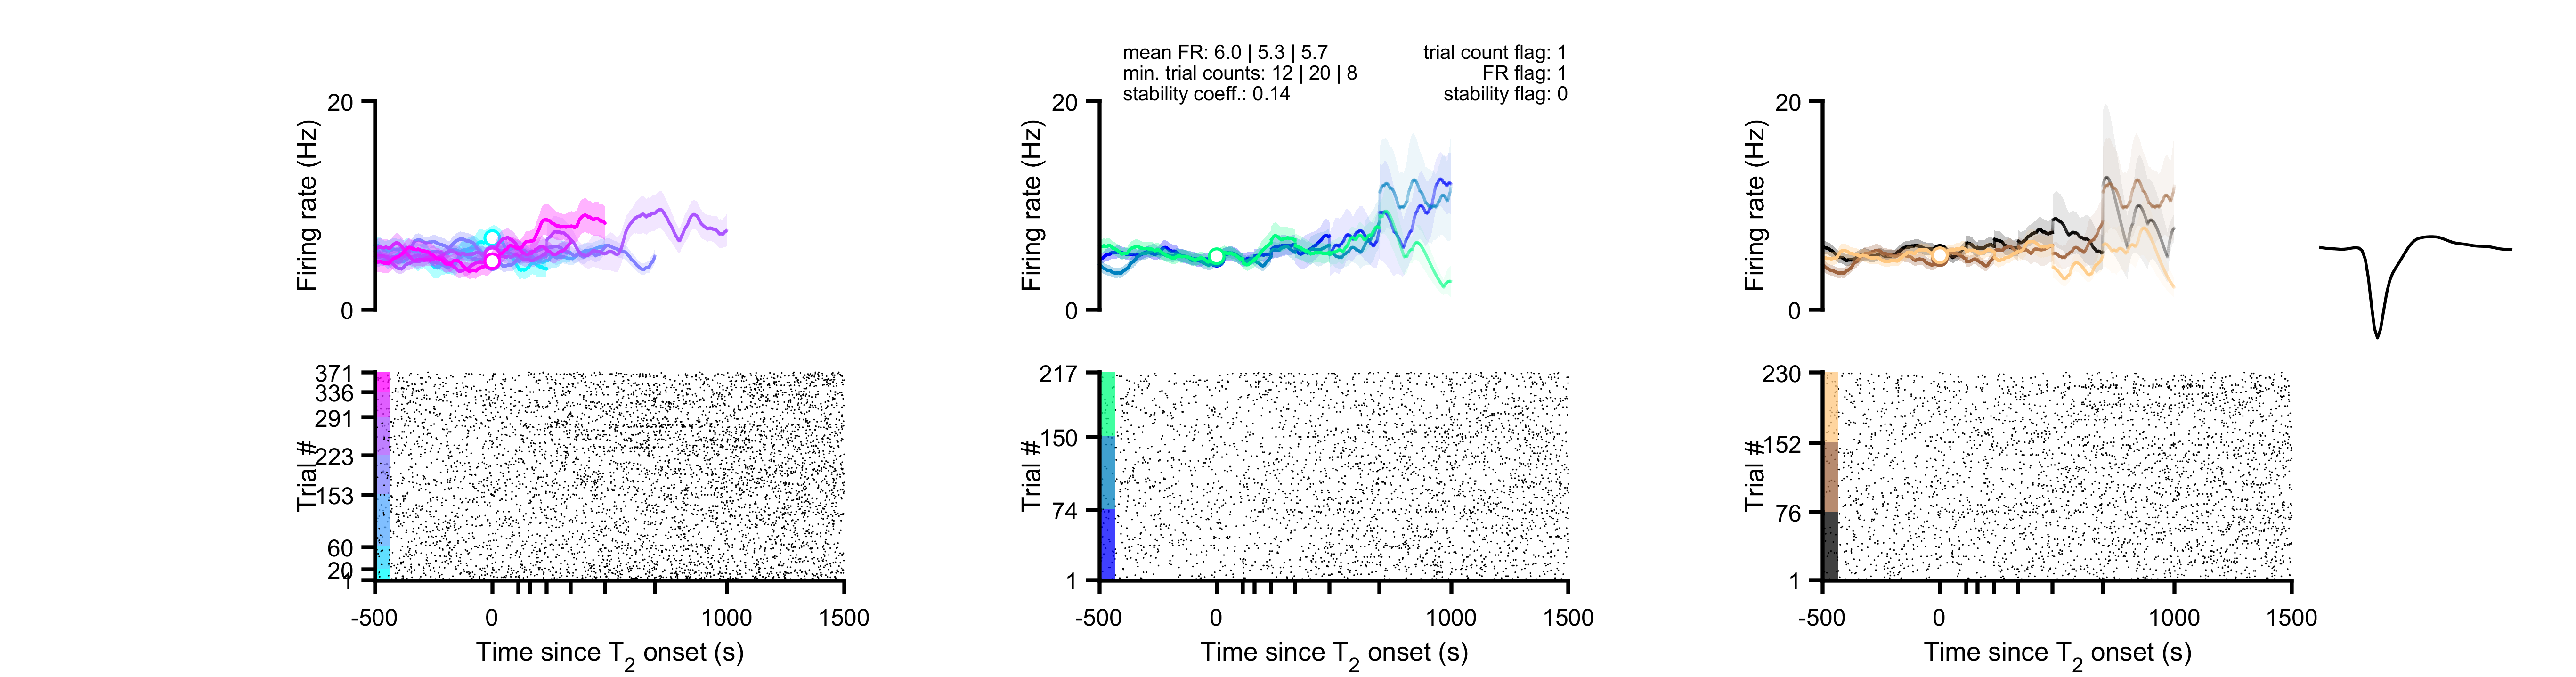 mean FR: 6.0 | 5.3 | 5.7
min. trial counts: 12 | 20 | 8
stability coeff.: 0.14
trial count flag: 1
FR flag: 1
stability flag: 0
20
Firing rate (Hz)
0
20
Firing rate (Hz)
0
20
Firing rate (Hz)
0
371
336
291
223
153
60
20
1
Trial #
-500
0
1000
1500
Time since T2 onset (s)
217
150
74
1
Trial #
-500
0
1000
1500
Time since T2 onset (s)
230
152
76
1
Trial #
-500
0
1000
1500
Time since T2 onset (s)